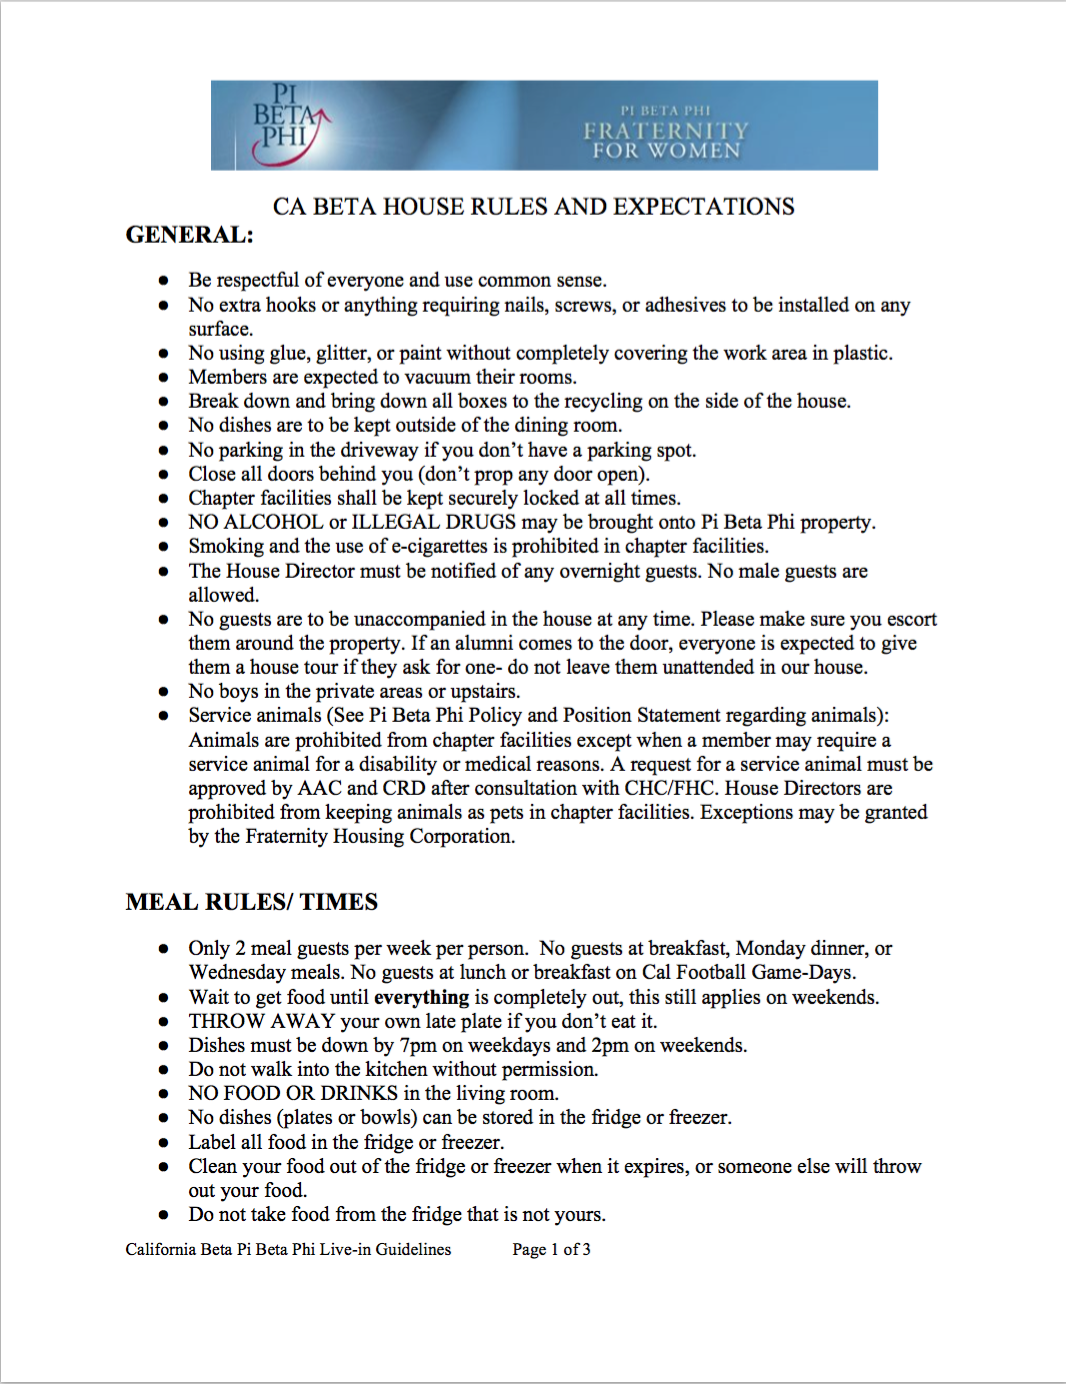 PI
BETA
PHI
PI BETA PHI
FRATERNITY
FOR WOMEN
CA BETA HOUSE RULES AND EXPECTATIONS
GENERAL:
● Be respectful of everyone and use common sense.
● No extra hooks or anything requiring nails, screws, or adhesives to be installed on any
surface.
● No using glue, glitter, or paint without completely covering the work area in plastic.
● Members are expected to vacuum their rooms.
● Break down and bring down all boxes to the recycling on the side of the house.
● No dishes are to be kept outside of the dining room.
● No parking in the driveway if you don’t have a parking spot.
● Close all doors behind you (don’t prop any door open).
● Chapter facilities shall be kept securely locked at all times.
● NO ALCOHOL or ILLEGAL DRUGS may be brought onto Pi Beta Phi property.
● Smoking and the use of e-cigarettes is prohibited in chapter facilities.
● The House Director must be notified of any overnight guests. No male guests are
allowed.
● No guests are to be unaccompanied in the house at any time. Please make sure you escort
them around the property. If an alumni comes to the door, everyone is expected to give
them a house tour if they ask for one- do not leave them unattended in our house.
● No boys in the private areas or upstairs.
● Service animals (See Pi Beta Phi Policy and Position Statement regarding animals):
Animals are prohibited from chapter facilities except when a member may require a
service animal for a disability or medical reasons. A request for a service animal must be
approved by AAC and CRD after consultation with CHC/FHC. House Directors are
prohibited from keeping animals as pets in chapter facilities. Exceptions may be granted
by the Fraternity Housing Corporation.
MEAL RULES/ TIMES
● Only 2 meal guests per week per person.  No guests at breakfast, Monday dinner, or
Wednesday meals. No guests at lunch or breakfast on Cal Football Game-Days.
● Wait to get food until everything is completely out, this still applies on weekends.
● THROW AWAY your own late plate if you don’t eat it.
● Dishes must be down by 7pm on weekdays and 2pm on weekends.
● Do not walk into the kitchen without permission.
● NO FOOD OR DRINKS in the living room.
● No dishes (plates or bowls) can be stored in the fridge or freezer.
● Label all food in the fridge or freezer.
● Clean your food out of the fridge or freezer when it expires, or someone else will throw
out your food.
● Do not take food from the fridge that is not yours.
California Beta Pi Beta Phi Live-in Guidelines Page 1 of 3